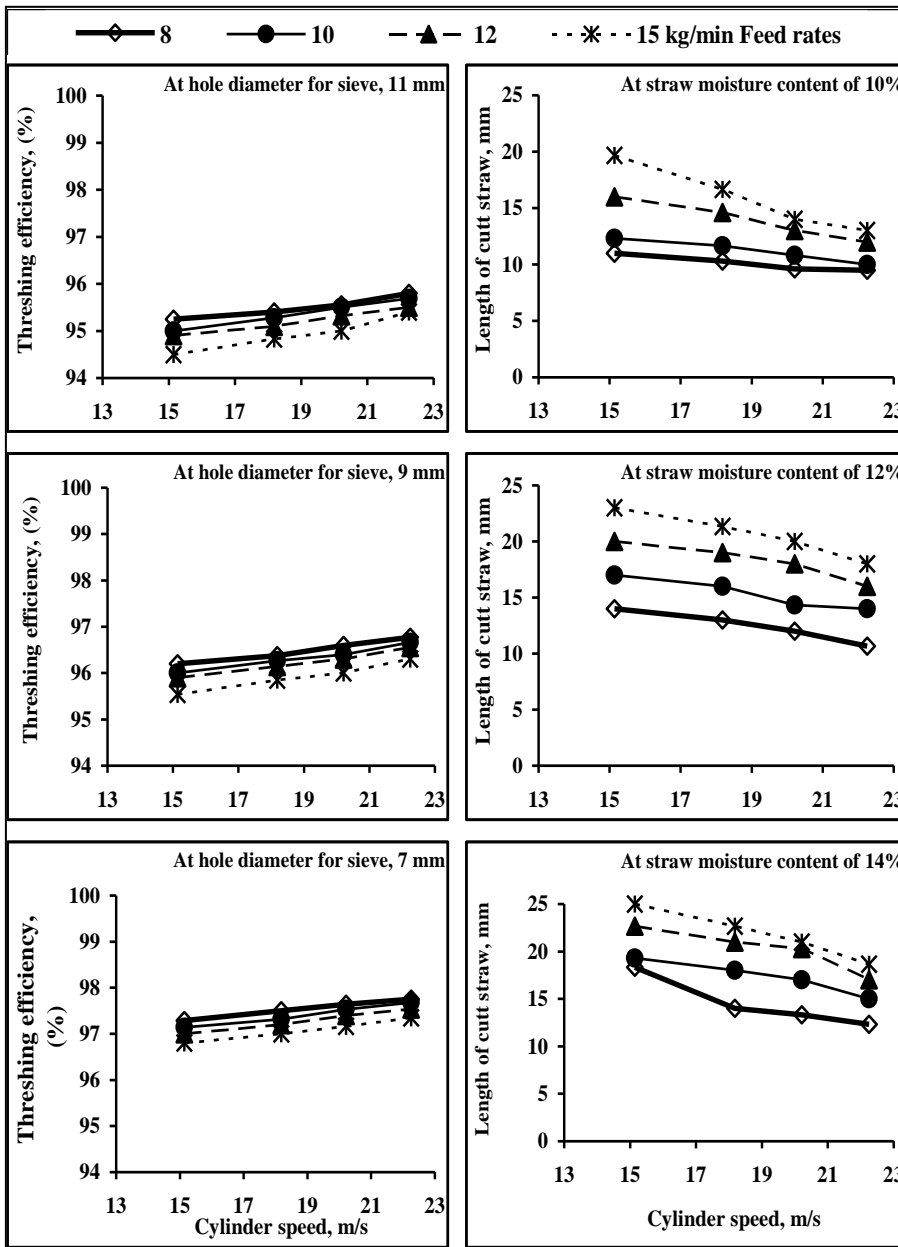 8 10 12 15 kg/min Feed rates
At hole diameter for sieve, 11 mm
Threshing efficiency, (%)
100
99
98
97
96
95
94
13 15 17 19 21 23
At straw moisture content of 10%
Length of cutt straw, mm
25
20
15
10
5
0
13 15 17 19 21 23
At hole diameter for sieve, 9 mm
Threshing efficiency, (%)
100
99
98
97
96
95
94
13 15 17 19 21 23
At straw moisture content of 12%
Length of cutt straw, mm
25
20
15
10
5
0
13 15 17 19 21 23
At hole diameter for sieve, 7 mm
Threshing efficiency,
(%)
100
99
98
97
96
95
94
13 15 17 19 21 23
Cylinder speed, m/s
At straw moisture content of 14%
Length of cutt straw, mm
25
20
15
10
5
0
13 15 17 19 21 23
Cylinder speed, m/s